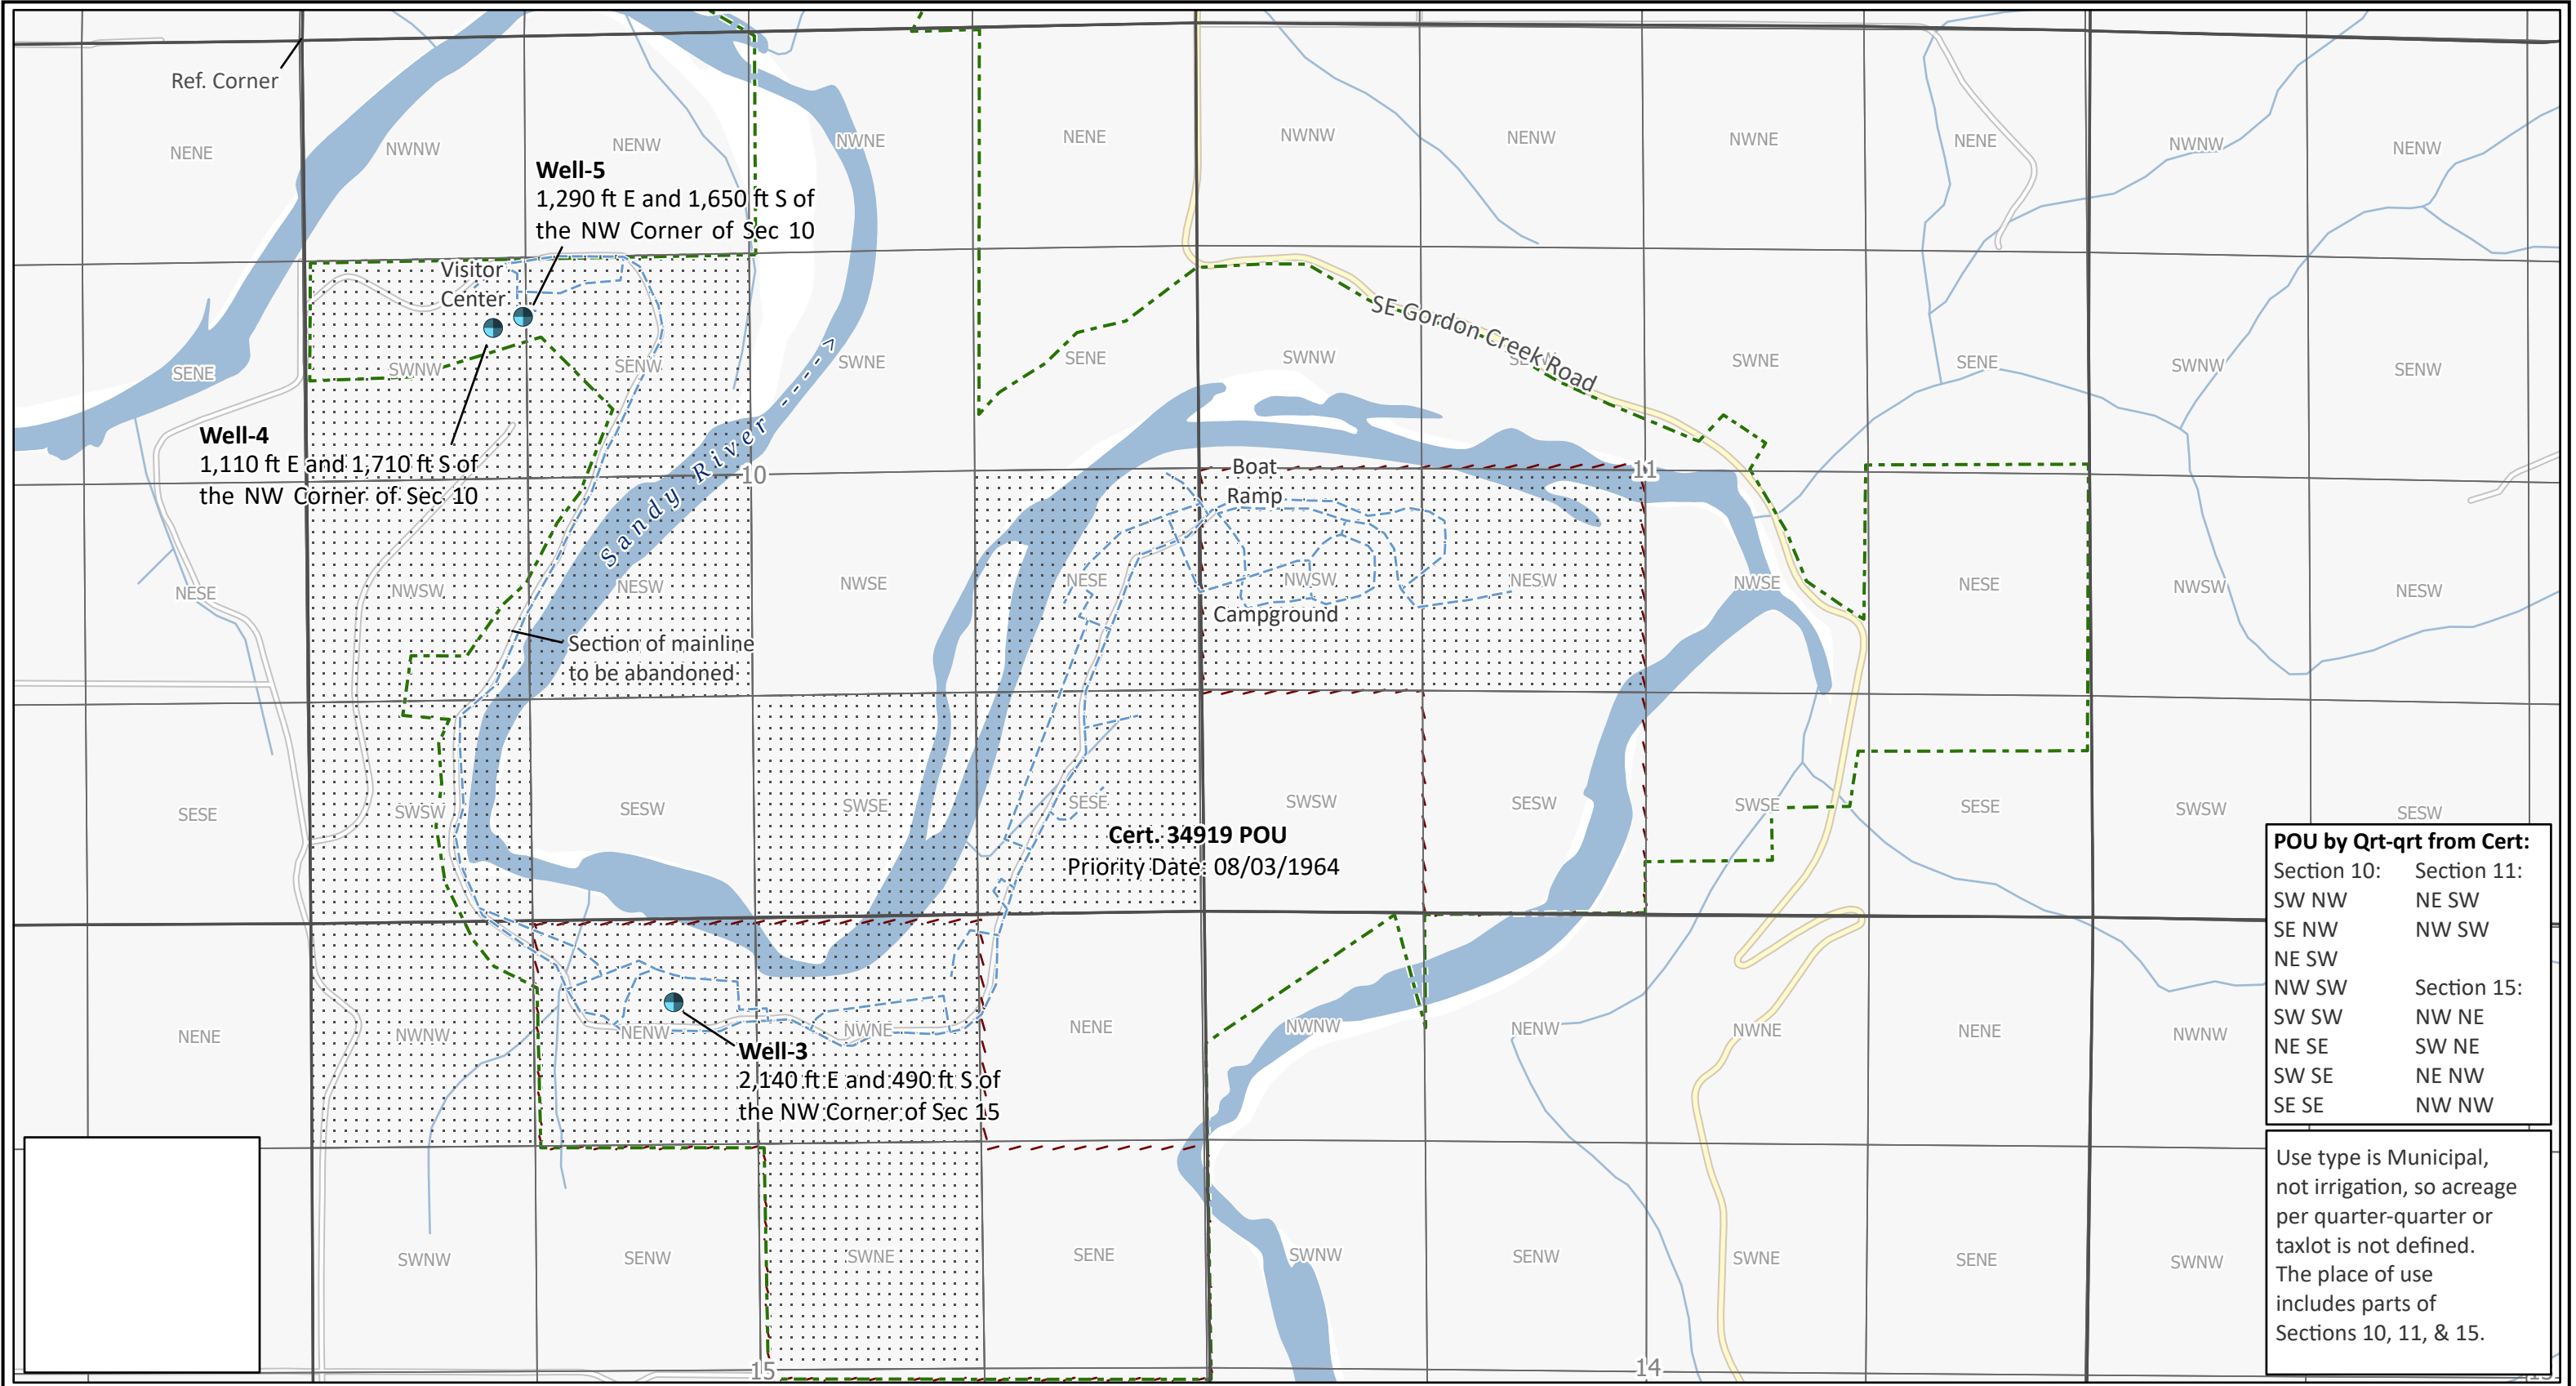 Ref. Corner
NENE
NWNW
NENW
NWNE
NENE
NWNW
NENW
NWNE
NENE
NWNW
NENW
Well-5
1,290 ft E and 1,650 ft S of
the NW Corner of Sec 10
Visitor
Center
SENE
SWNW
SENW
SWNE
SENE
SWNW
SE Gordon Creek Road
SWNE
SENE
SWNW
SENW
Well-4
1,110 ft E and 1,710 ft S of
the NW Corner of Sec 10
Sandy River ---->
10
11
Boat
Ramp
NESE
NWSW
NESW
NWSE
NESE
NWSW
NESW
NWSE
NESE
NWSW
NESW
Campground
Section of mainline
to be abandoned
SESE
SWSW
SESW
SWSE
SESE
SWSW
SESW
SWSE
SESE
SWSW
SESW
Cert. 34919 POU
Priority Date: 08/03/1964
NENE
NWNW
NENW
NWNE
NENE
NWNW
NENW
NWNE
NENE
NWNW
Well-3
2,140 ft E and 490 ft S of
the NW Corner of Sec 15
SWNW
SENW
SWNE
SENE
SWNW
SENW
SWNE
SENE
SWNW
15
14
POU by Qrt-qrt from Cert:
Section 10: Section 11:
SW NW NE SW
SE NW NW SW
NE SW
NW SW Section 15:
SW SW NW NE
NE SE SW NE
SW SE NE NW
SE SE NW NW
Use type is Municipal,
not irrigation, so acreage
per quarter-quarter or
taxlot is not defined.
The place of use
includes parts of
Sections 10, 11, & 15.